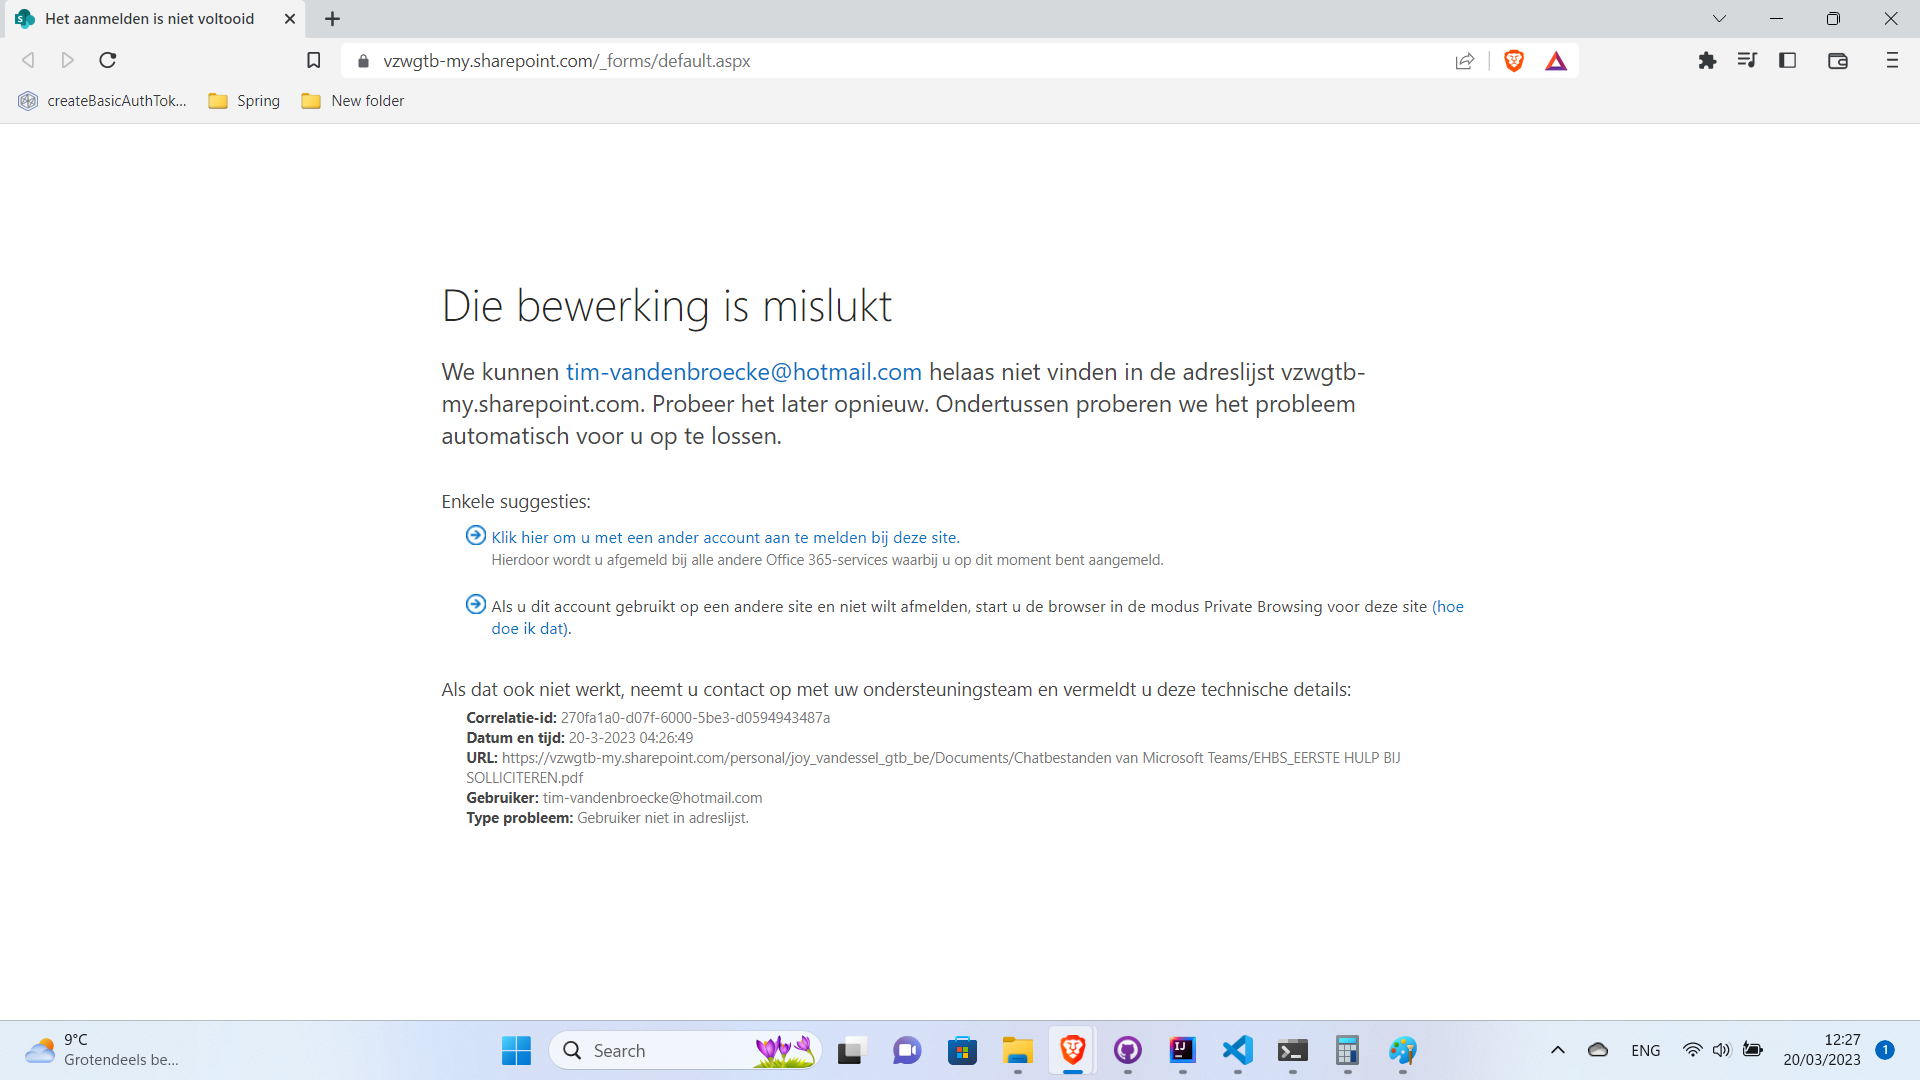 Het aanmelden is niet voltooid
vzwgtb-my.sharepoint.com/_forms/default.aspx
createBasicAuthTok...
Spring
New folder
Die bewerking is mislukt
We kunnen tim-vandenbroecke@hotmail.com helaas niet vinden in de adreslijst vzwgtb-
my.sharepoint.com. Probeer het later opnieuw. Ondertussen proberen we het probleem
automatisch voor u op te lossen.
Enkele suggesties:
Klik hier om u met een ander account aan te melden bij deze site.
Hierdoor wordt u afgemeld bij alle andere Office 365-services waarbij u op dit moment bent aangemeld.
Als u dit account gebruikt op een andere site en niet wilt afmelden, start u de browser in de modus Private Browsing voor deze site (hoe
doe ik dat).
Als dat ook niet werkt, neemt u contact op met uw ondersteuningsteam en vermeldt u deze technische details:
Correlatie-id: 270fa1a0-d07f-6000-5be3-d0594943487a
Datum en tijd: 20-3-2023 04:26:49
URL: https://vzwgtb-my.sharepoint.com/personal/joy_vandessel_gtb_be/Documents/Chatbestanden van Microsoft Teams/EHBS_EERSTE HULP BIJ
SOLLICITEREN.pdf
Gebruiker: tim-vandenbroecke@hotmail.com
Type probleem: Gebruiker niet in adreslijst.
9°C
Grotendeels be...
Search
IJ
ENG
12:27
20/03/2023
1